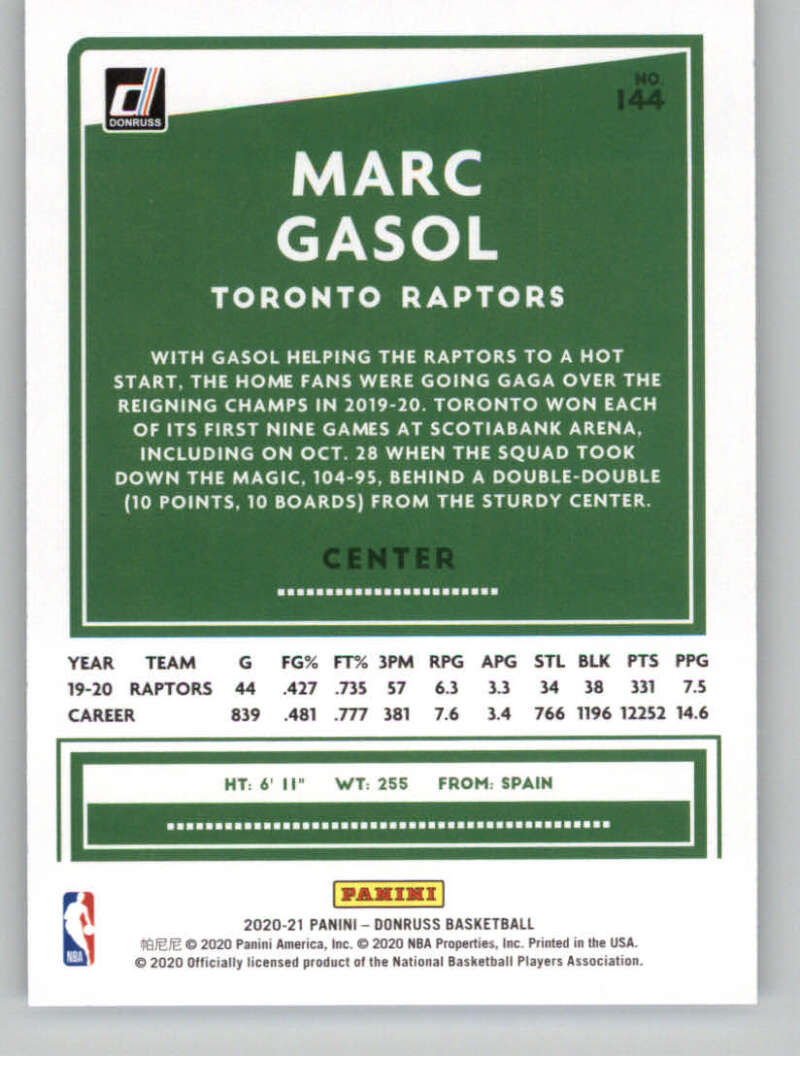 DONRUSS
NO.
144
MARC
GASOL
TORONTO RAPTORS
WITH GASOL HELPING THE RAPTORS TO A HOT
START, THE HOME FANS WERE GOING GAGA OVER THE
REIGNING CHAMPS IN 2019-20. TORONTO WON EACH
OF ITS FIRST NINE GAMES AT SCOTIABANK ARENA,
INCLUDING ON OCT. 28 WHEN THE SQUAD TOOK
DOWN THE MAGIC, 104-95, BEHIND A DOUBLE-DOUBLE
(10 POINTS, 10 BOARDS) FROM THE STURDY CENTER.
CENTER
YEAR TEAM G FG% FT% 3PM RPG APG STL BLK PTS PPG
19-20 RAPTORS 44 .427 .735 57 6.3 3.3 34 38 331 7.5
CAREER 839 .481 .777 381 7.6 3.4 766 1196 12252 14.6
HT: 6' 11" WT: 255 FROM: SPAIN
PANINI
2020-21 PANINI – DONRUSS BASKETBALL
帕尼尼 © 2020 Panini America, Inc. © 2020 NBA Properties, Inc. Printed in the USA.
© 2020 Officially licensed product of the National Basketball Players Association.
NBA